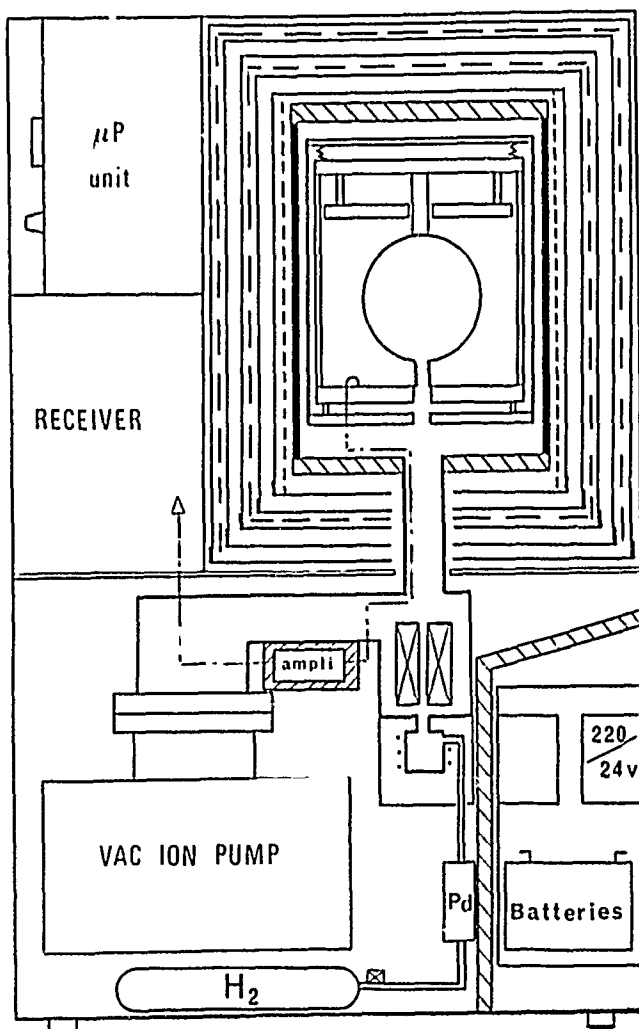 μP
unit
RECEIVER
ampli
220
24v
VAC ION PUMP
Pd
Batteries
H₂